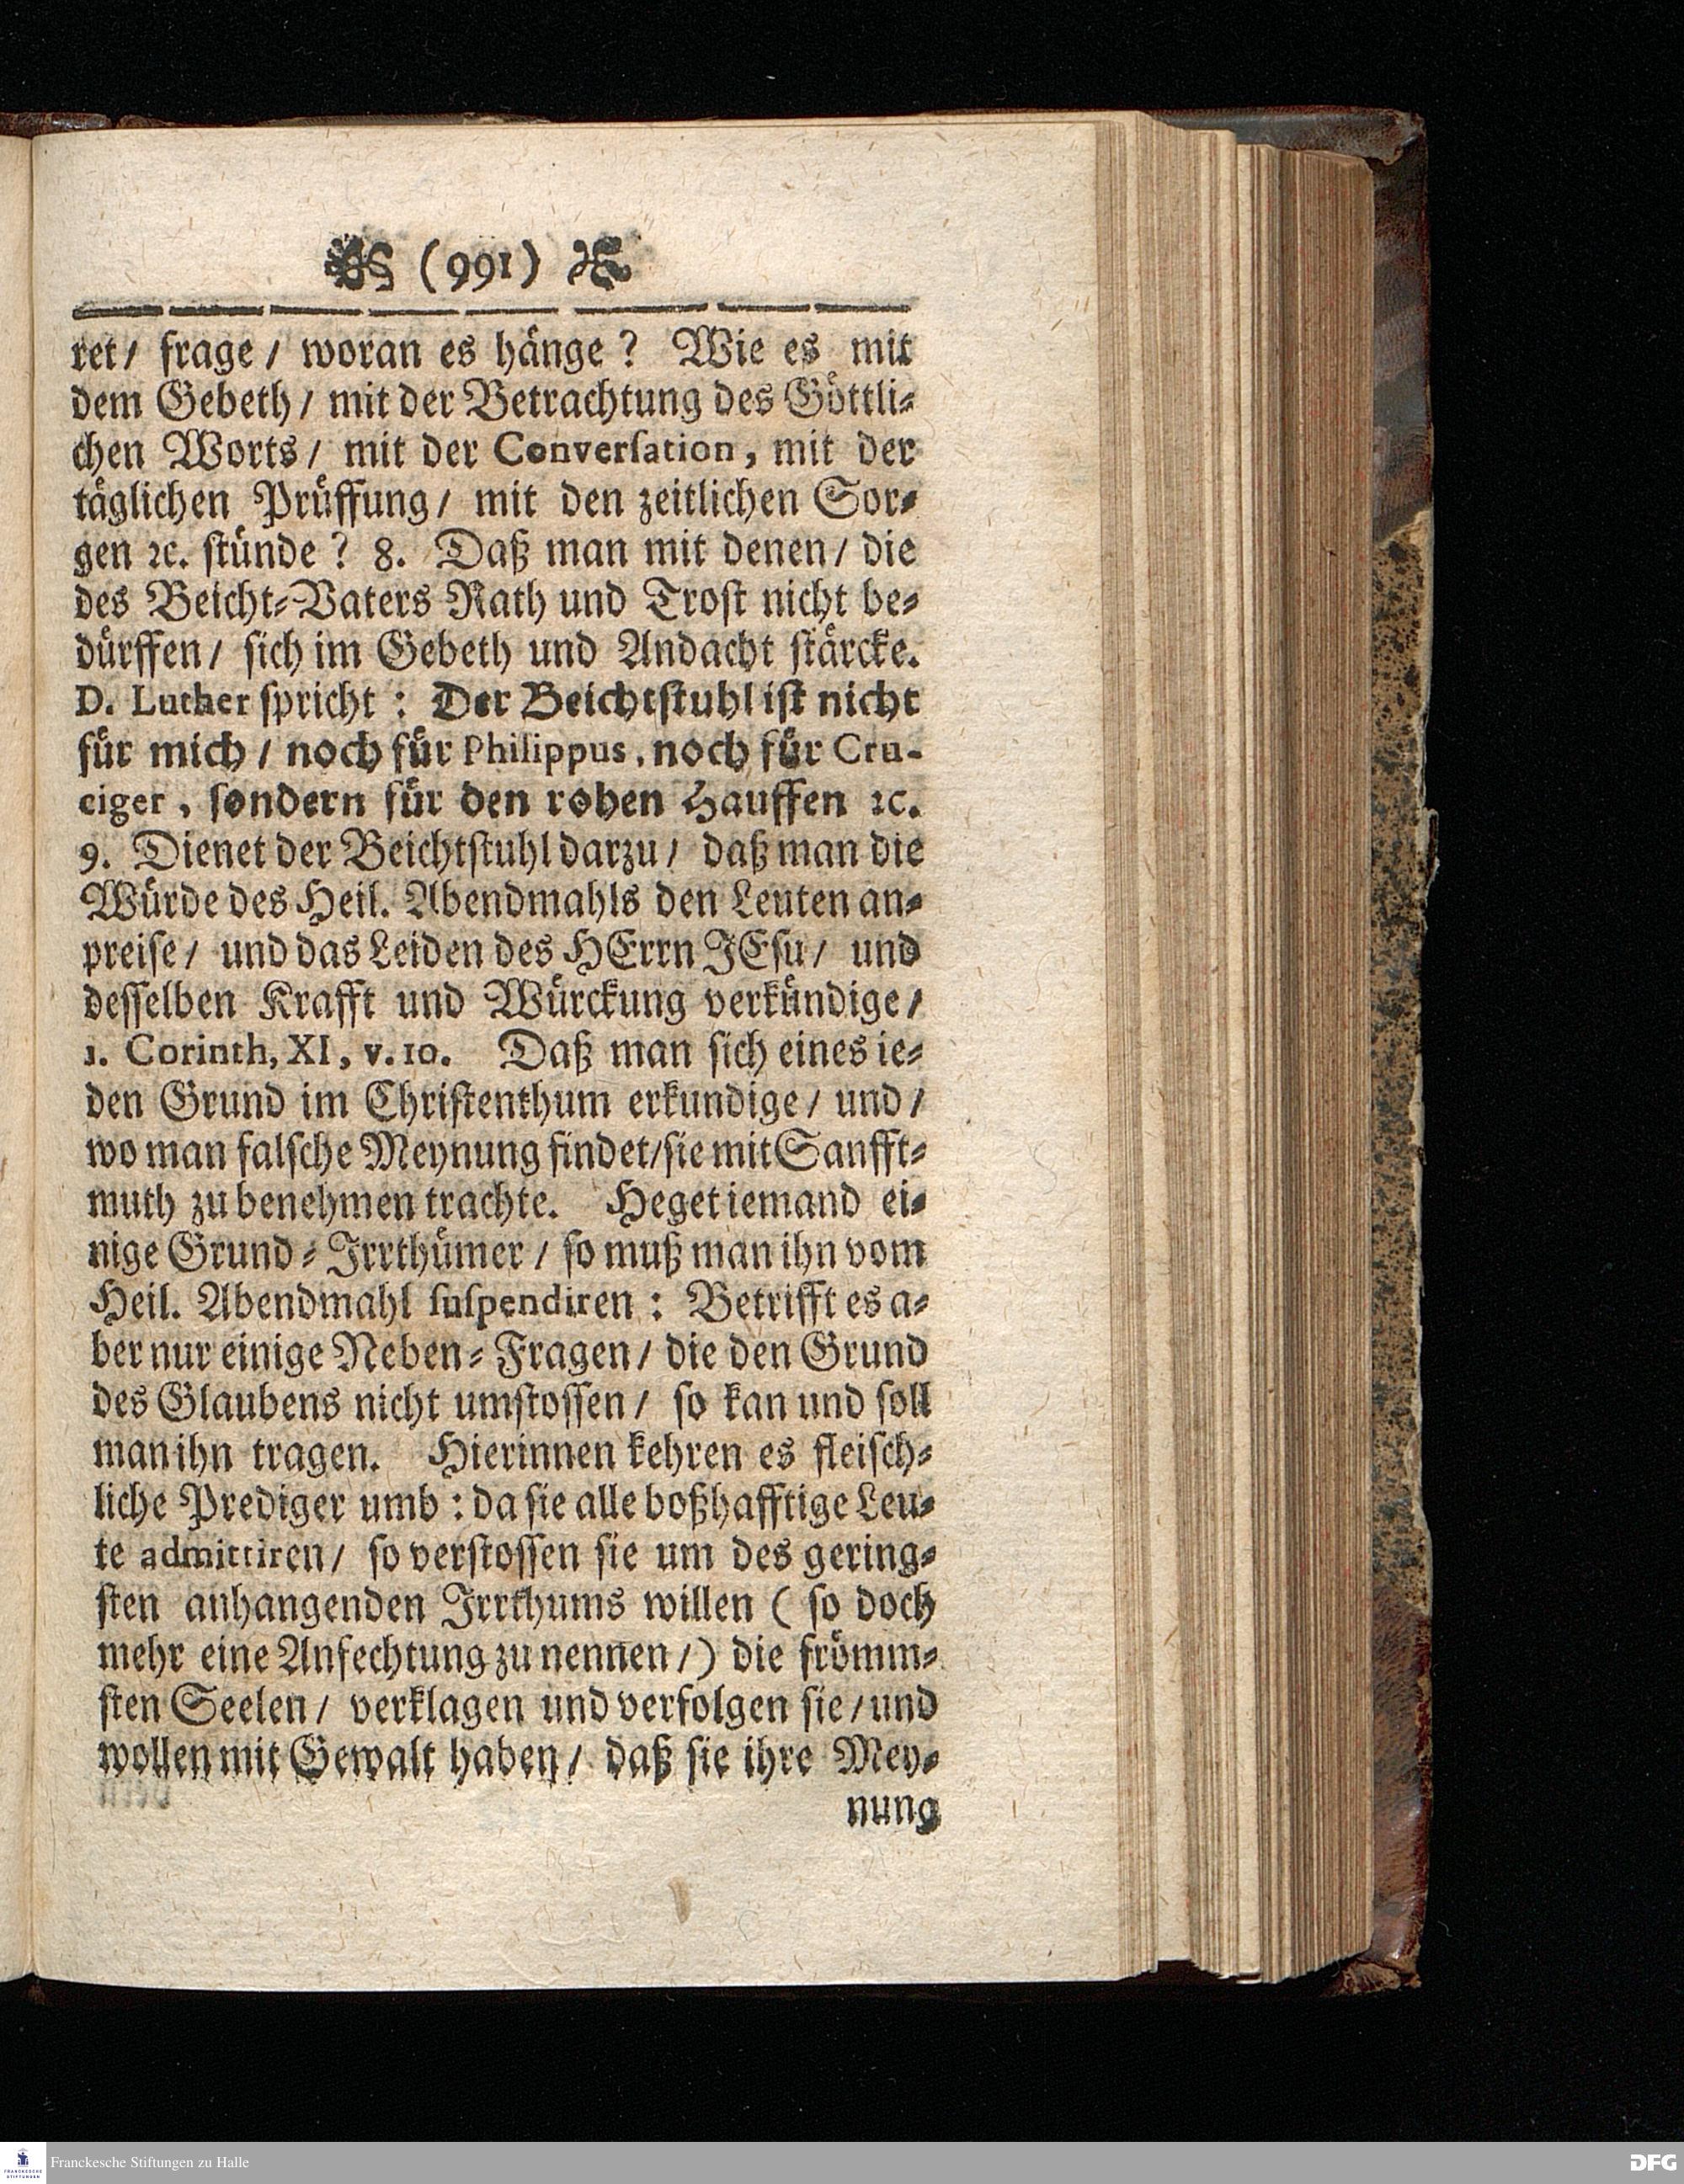 (991)
ret/ frage/ woran es hänge? Wie es mit
dem Gebeth/ mit der Betrachtung des Göttli-
chen Worts/ mit der Conversation, mit der
täglichen Prüffung/ mit den zeitlichen Sor-
gen ꝛc. stünde? 8. Daß man mit denen/ die
des Beicht-Vaters Rath und Trost nicht be-
dürffen/ sich im Gebeth und Andacht stärcke.
D. Luther spricht: Der Beichtstuhl ist nicht
für mich/ noch für Philippus, noch für Cru-
ciger, sondern für den rohen Hauffen ꝛc.
9. Dienet der Beichtstuhl darzu/ daß man die
Würde des Heil. Abendmahls den Leuten an-
preise/ und das Leiden des HErrn JEsu/ und
desselben Krafft und Würckung verkündige/
1. Corinth, XI, v. 10. Daß man sich eines ie-
den Grund im Christenthum erkundige/ und/
wo man falsche Meynung findet/ sie mit Sanfft-
muth zu benehmen trachte. Heget iemand ei-
nige Grund-Irrthümer/ so muß man ihn vom
Heil. Abendmahl suspendiren: Betrifft es a-
ber nur einige Neben-Fragen/ die den Grund
des Glaubens nicht umstossen/ so kan und soll
man ihn tragen. Hierinnen kehren es fleisch-
liche Prediger umb: da sie alle boßhafftige Leu-
te admittiren/ so verstossen sie um des gering-
sten anhangenden Irrthums willen (so doch
mehr eine Anfechtung zu nennen/) die frömm-
sten Seelen/ verklagen und verfolgen sie/ und
wollen mit Gewalt haben/ daß sie ihre Mey-
nung
FRANCKESCHE
STIFTUNGEN
Franckesche Stiftungen zu Halle
DFG